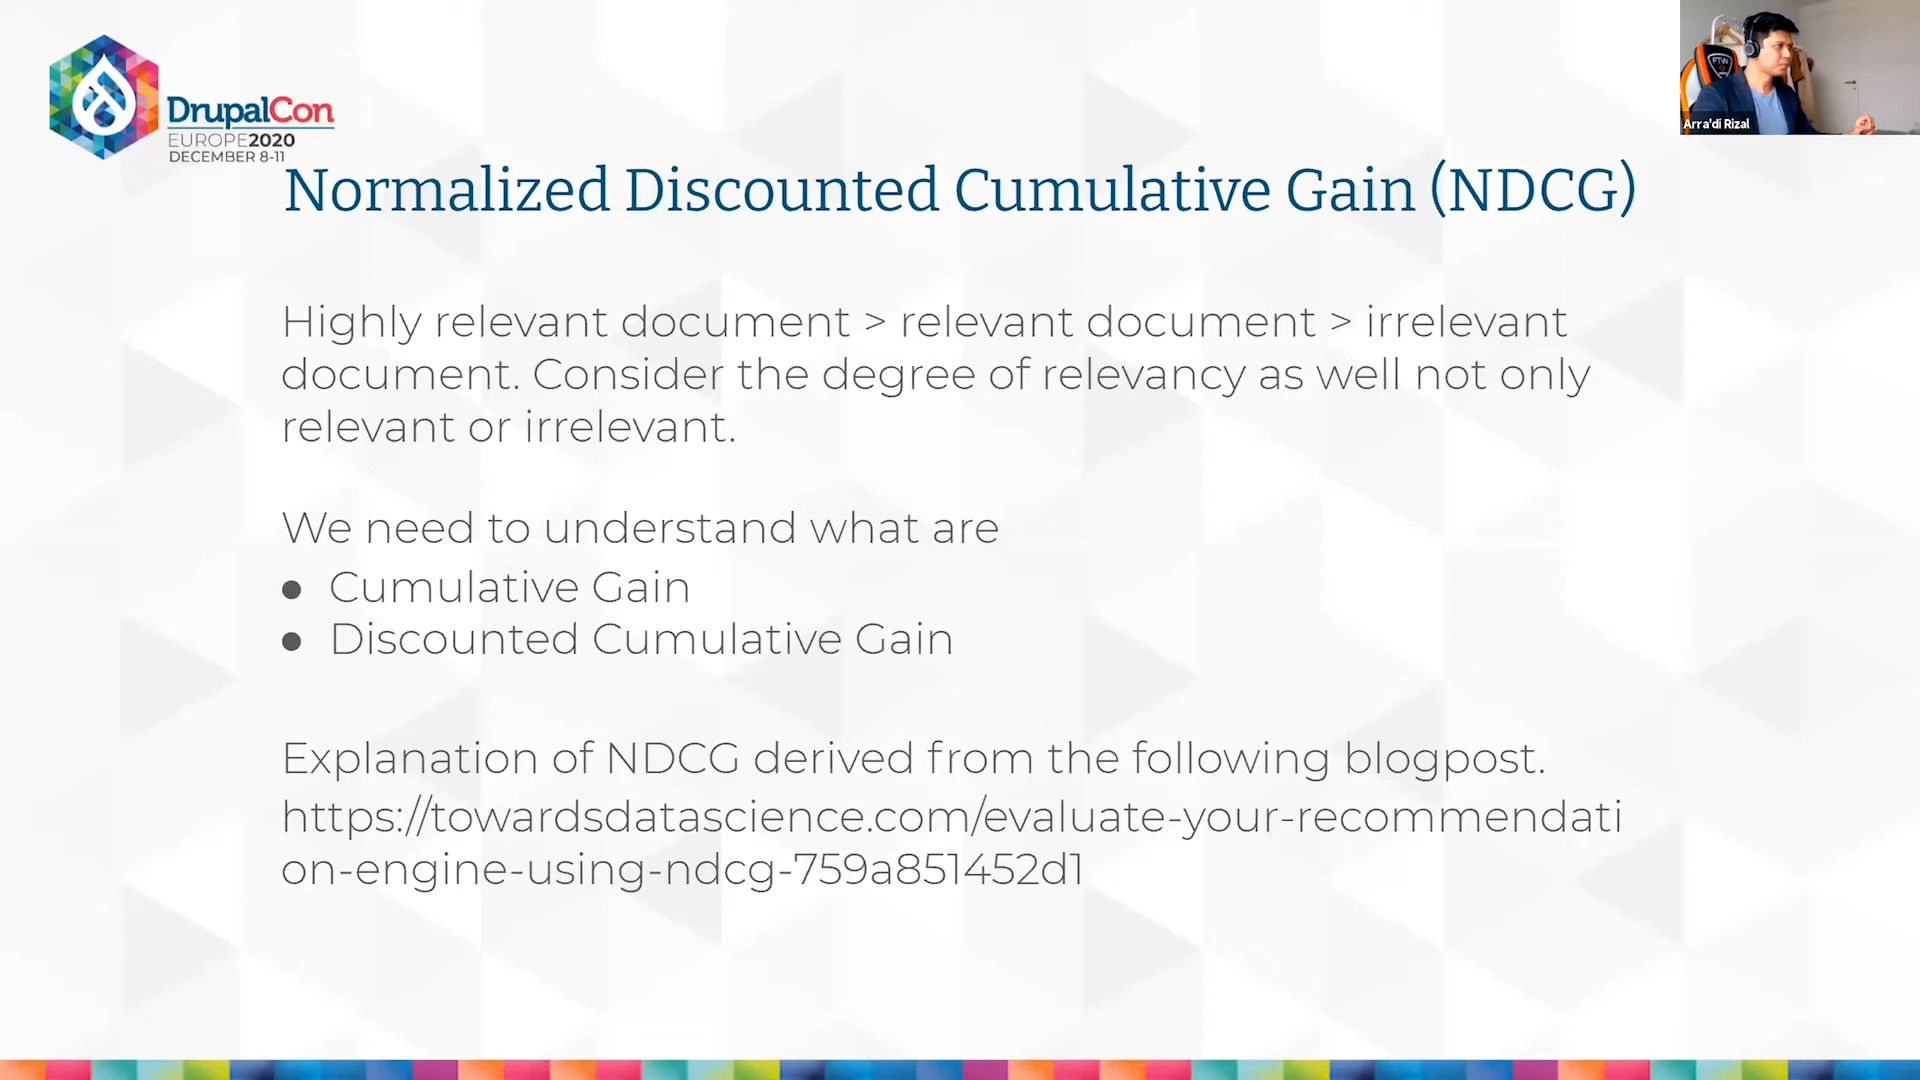 DrupalCon
EUROPE2020
DECEMBER 8-11
FTW
Arra'di Rizal
Normalized Discounted Cumulative Gain (NDCG)
Highly relevant document > relevant document > irrelevant
document. Consider the degree of relevancy as well not only
relevant or irrelevant.
We need to understand what are
● Cumulative Gain
● Discounted Cumulative Gain
Explanation of NDCG derived from the following blogpost.
https://towardsdatascience.com/evaluate-your-recommendati
on-engine-using-ndcg-759a851452d1